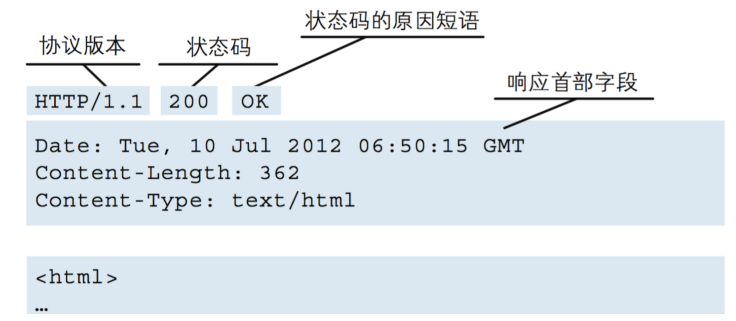 状态码的原因短语
协议版本 状态码
响应首部字段
HTTP/1.1 200 OK
Date: Tue, 10 Jul 2012 06:50:15 GMT
Content-Length: 362
Content-Type: text/html
<html>
…